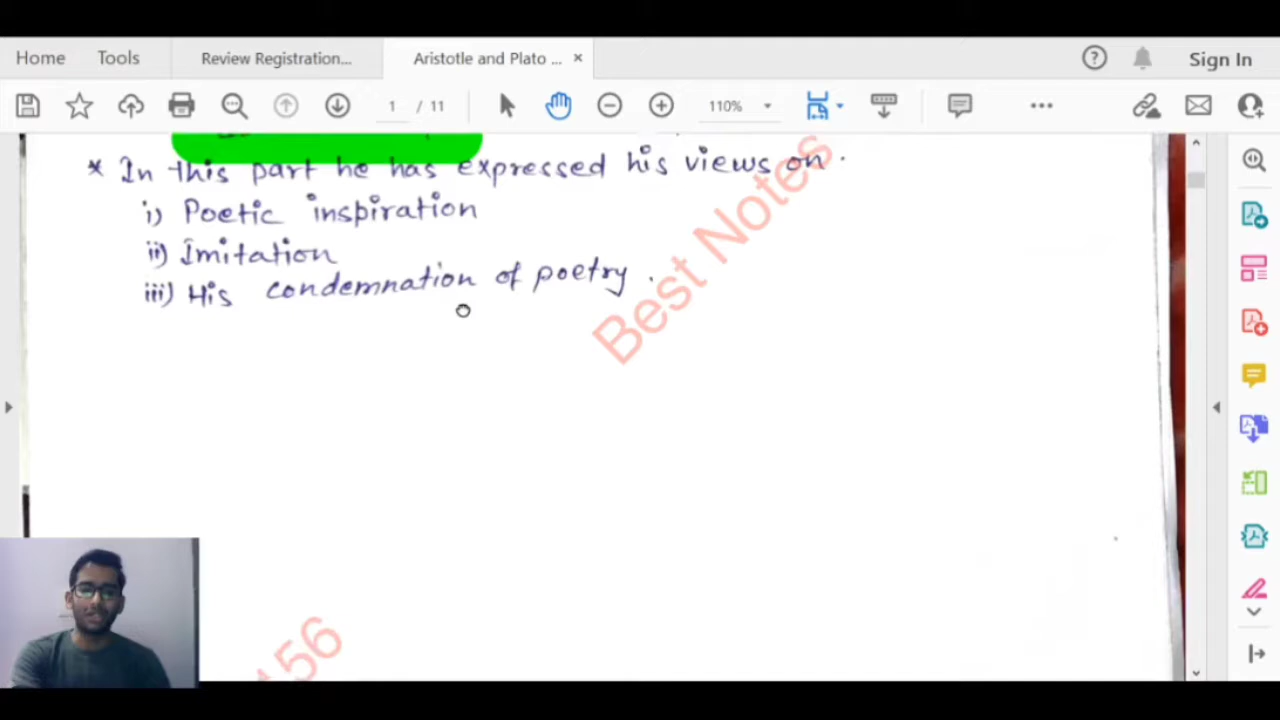 Home Tools Review Registration... Aristotle and Plato ... × Sign In
1 / 11 110%
* In this part he has expressed his views on .
i) Poetic inspiration
ii) Imitation
iii) His condemnation of poetry .
Best Notes
156